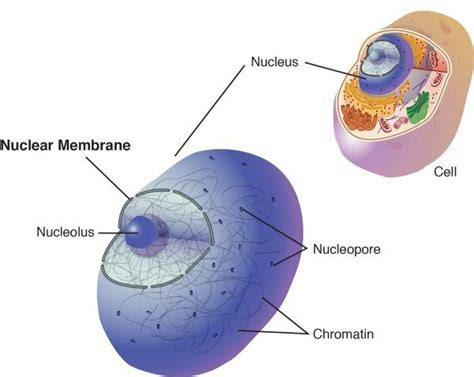 Nucleus
Nuclear Membrane
Cell
Nucleolus
Nucleopore
Chromatin